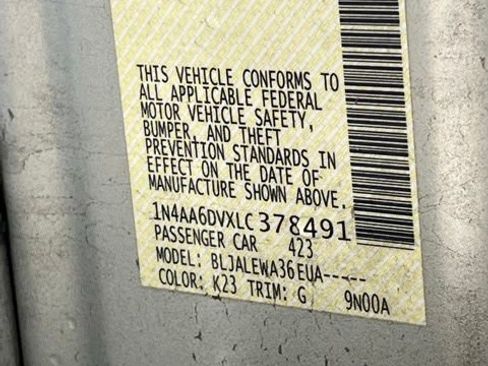 THIS VEHICLE CONFORMS TO
ALL APPLICABLE FEDERAL
MOTOR VEHICLE SAFETY,
BUMPER, AND THEFT
PREVENTION STANDARDS IN
EFFECT ON THE DATE OF
MANUFACTURE SHOWN ABOVE.
1N4AA6DVXLC378491
PASSENGER CAR 423
MODEL: BLJALEWA36EUA-----
COLOR: K23 TRIM: G 9N00A